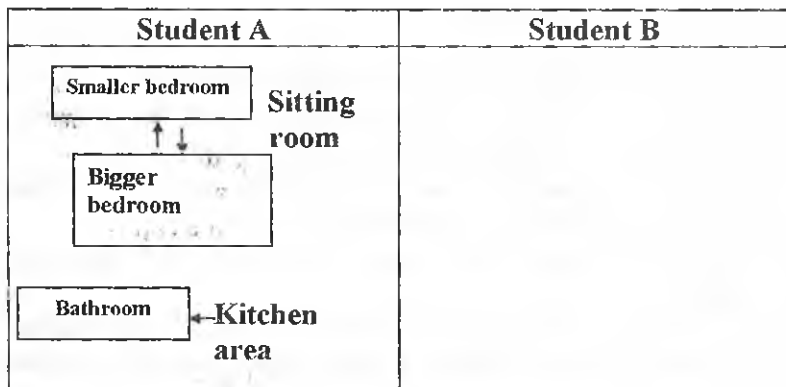 Student A
Student B
Smaller bedroom
Sitting
room
Bigger
bedroom
Bathroom
Kitchen
area